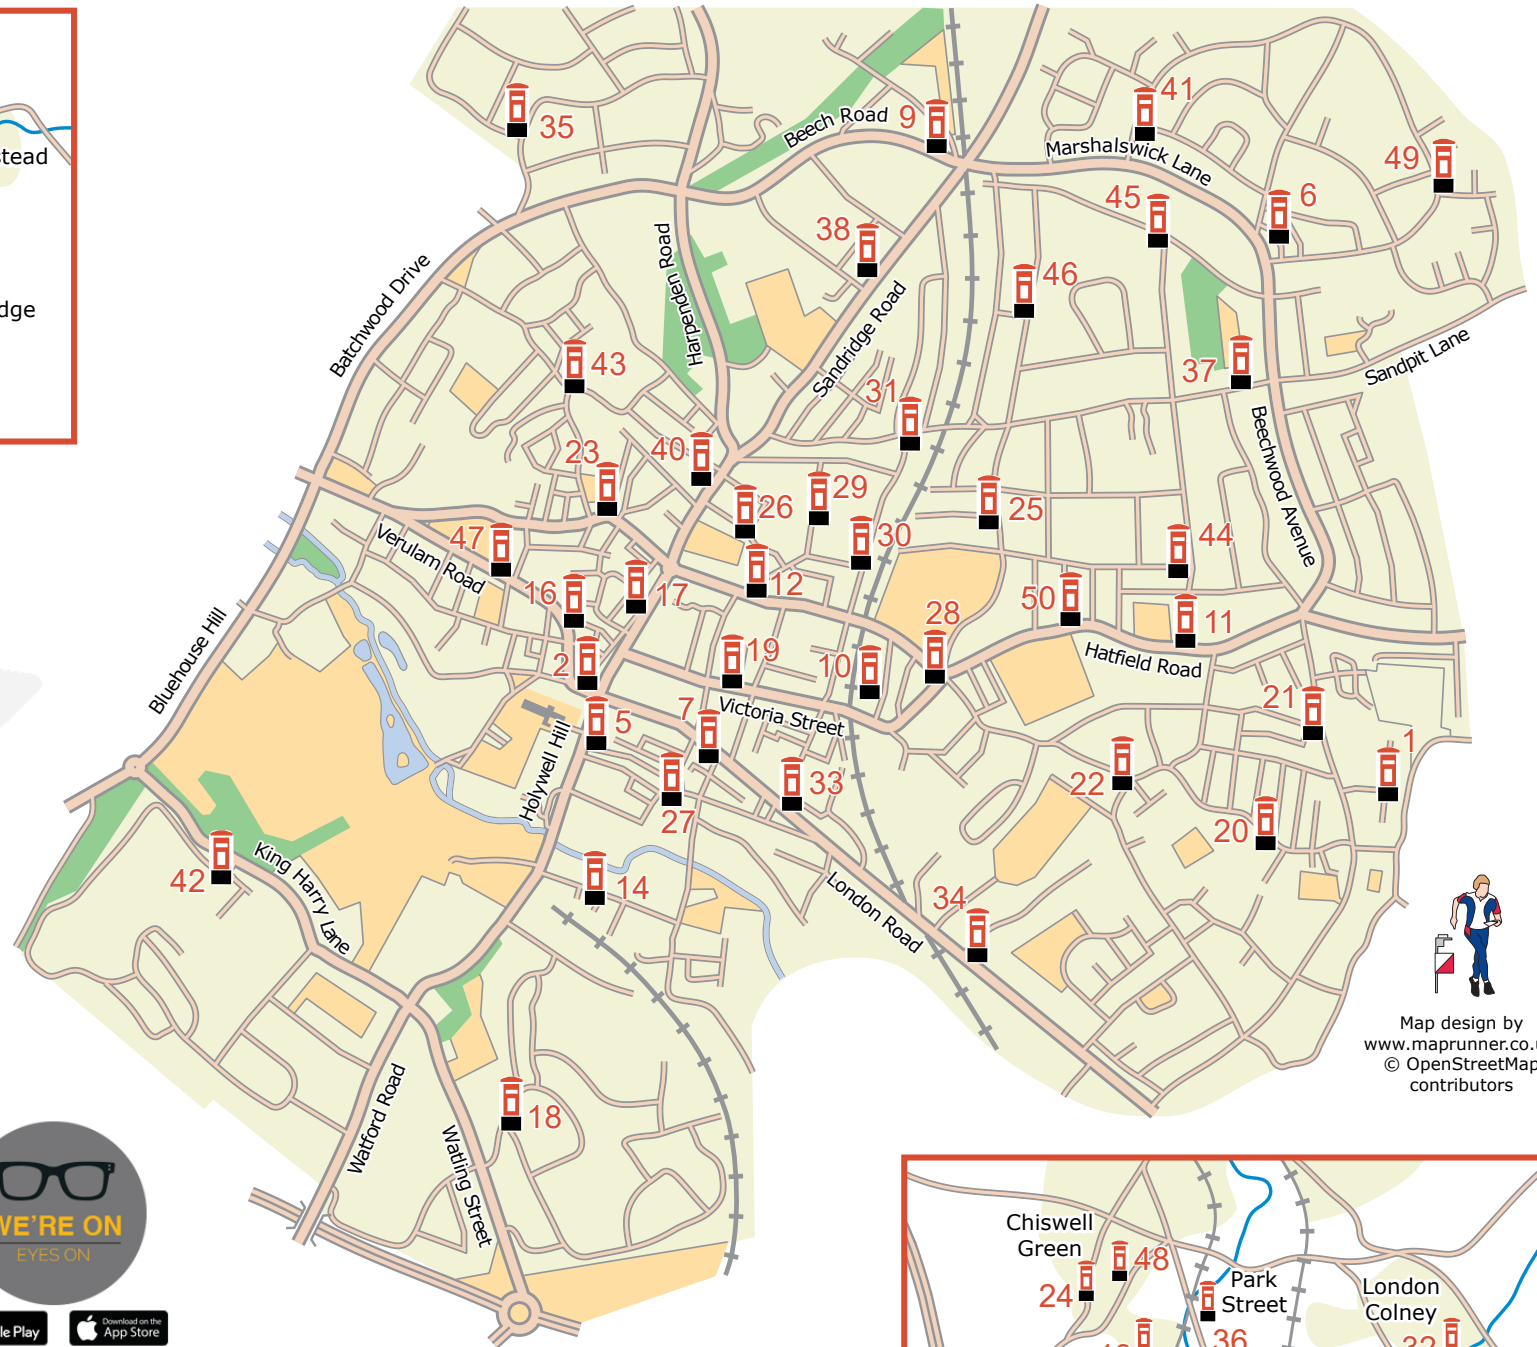 stead
dge
35
9
Beech Road
41
Marshalswick Lane
49
45
6
38
46
Harpenden Road
Batchwood Drive
Sandridge Road
43
37
Sandpit Lane
31
Beechwood Avenue
23
40
26
29
30
25
44
47
Verulam Road
16
17
12
50
28
11
Hatfield Road
Bluehouse Hill
2
19
10
5
7
Victoria Street
21
1
Holywell Hill
27
33
22
20
42
King Harry Lane
14
London Road
34
Map design by
www.maprunner.co.u
© OpenStreetMap
contributors
Watford Road
18
Watling Street
WE'RE ON
EYES ON
le Play
Download on the
App Store
Chiswell
Green
48
24
Park
Street
36
London
Colney
32